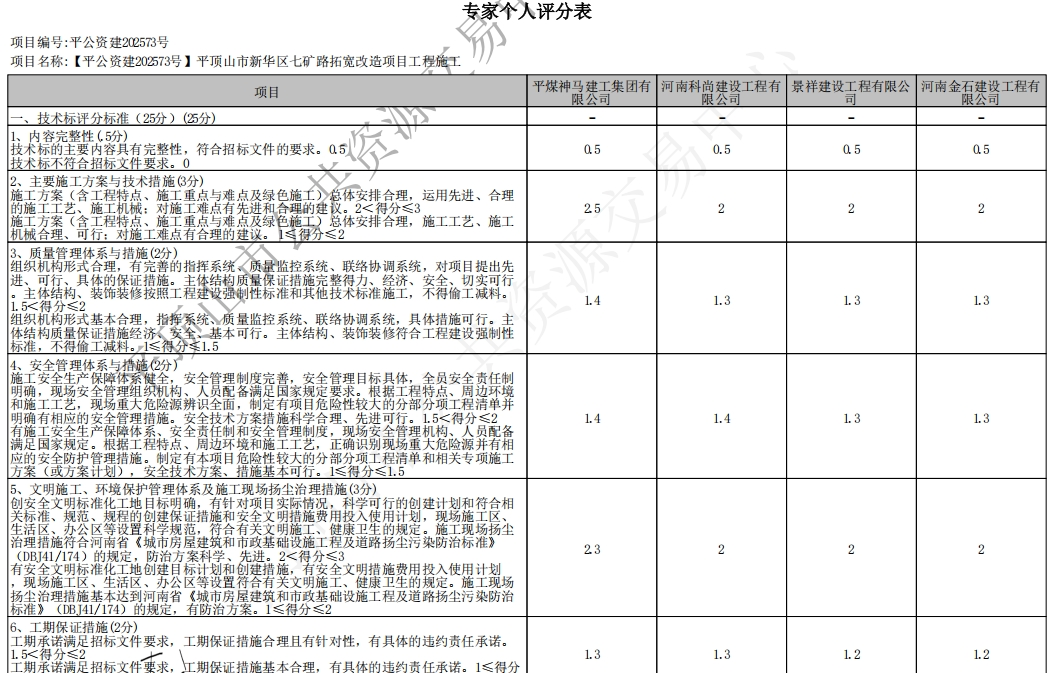 专家个人评分表
项目编号:平公资建202573号
项目名称:【平公资建202573号】平顶山市新华区七矿路拓宽改造项目工程施工
项目 平煤神马建工集团有限公司 河南科尚建设工程有限公司 景祥建设工程有限公司 河南金石建设工程有限公司
一、技术标评分标准（25分）(25分) - - - -
1、内容完整性(.5分)
技术标的主要内容具有完整性，符合招标文件的要求。0.5
技术标不符合招标文件要求。0
0.5 0.5 0.5 0.5
2、主要施工方案与技术措施(3分)
施工方案（含工程特点、施工重点与难点及绿色施工）总体安排合理，运用先进、合理
的施工工艺、施工机械；对施工难点有先进和合理的建议。2<得分≤3
施工方案（含工程特点、施工重点与难点及绿色施工）总体安排合理，施工工艺、施工
机械合理、可行；对施工难点有合理的建议。1≤得分≤2
2.5 2 2 2
3、质量管理体系与措施(2分)
组织机构形式合理，有完善的指挥系统、质量监控系统、联络协调系统，对项目提出先
进、可行、具体的保证措施。主体结构质量保证措施完整得力、经济、安全、切实可行
。主体结构、装饰装修按照工程建设强制性标准和其他技术标准施工，不得偷工减料。
1.5<得分≤2
组织机构形式基本合理，指挥系统、质量监控系统、联络协调系统，具体措施可行。主
体结构质量保证措施经济、安全、基本可行。主体结构、装饰装修符合工程建设强制性
标准，不得偷工减料。1≤得分≤1.5
1.4 1.3 1.3 1.3
4、安全管理体系与措施(2分)
施工安全生产保障体系健全，安全管理制度完善，安全管理目标具体，全员安全责任制
明确，现场安全管理组织机构、人员配备满足国家规定要求。根据工程特点、周边环境
和施工工艺，现场重大危险源辨识全面，制定有项目危险性较大的分部分项工程清单并
明确有相应的安全管理措施。安全技术方案措施科学合理、先进可行。1.5<得分≤2
有施工安全生产保障体系、安全责任制和安全管理制度，现场安全管理机构、人员配备
满足国家规定。根据工程特点、周边环境和施工工艺，正确识别现场重大危险源并有相
应的安全防护管理措施。制定有本项目危险性较大的分部分项工程清单和相关专项施工
方案（或方案计划），安全技术方案、措施基本可行。1≤得分≤1.5
1.4 1.4 1.3 1.3
5、文明施工、环境保护管理体系及施工现场扬尘治理措施(3分)
创安全文明标准化工地目标明确，有针对项目实际情况，科学可行的创建计划和符合相
关标准、规范、规程的创建保证措施和安全文明措施费用投入使用计划，现场施工区、
生活区、办公区等设置科学规范，符合有关文明施工、健康卫生的规定。施工现场扬尘
治理措施符合河南省《城市房屋建筑和市政基础设施工程及道路扬尘污染防治标准》
（DBJ41/174）的规定，防治方案科学、先进。2<得分≤3
有安全文明标准化工地创建目标计划和创建措施，有安全文明措施费用投入使用计划
，现场施工区、生活区、办公区等设置符合有关文明施工、健康卫生的规定。施工现场
扬尘治理措施基本达到河南省《城市房屋建筑和市政基础设施工程及道路扬尘污染防治
标准》（DBJ41/174）的规定，有防治方案。1≤得分≤2
2.3 2 2 2
6、工期保证措施(2分)
工期承诺满足招标文件要求，工期保证措施合理且有针对性，有具体的违约责任承诺。
1.5<得分≤2
工期承诺满足招标文件要求，工期保证措施基本合理，有具体的违约责任承诺。1≤得分
1.3 1.3 1.2 1.2
平顶山市公共资源交易中
共资源交易中心